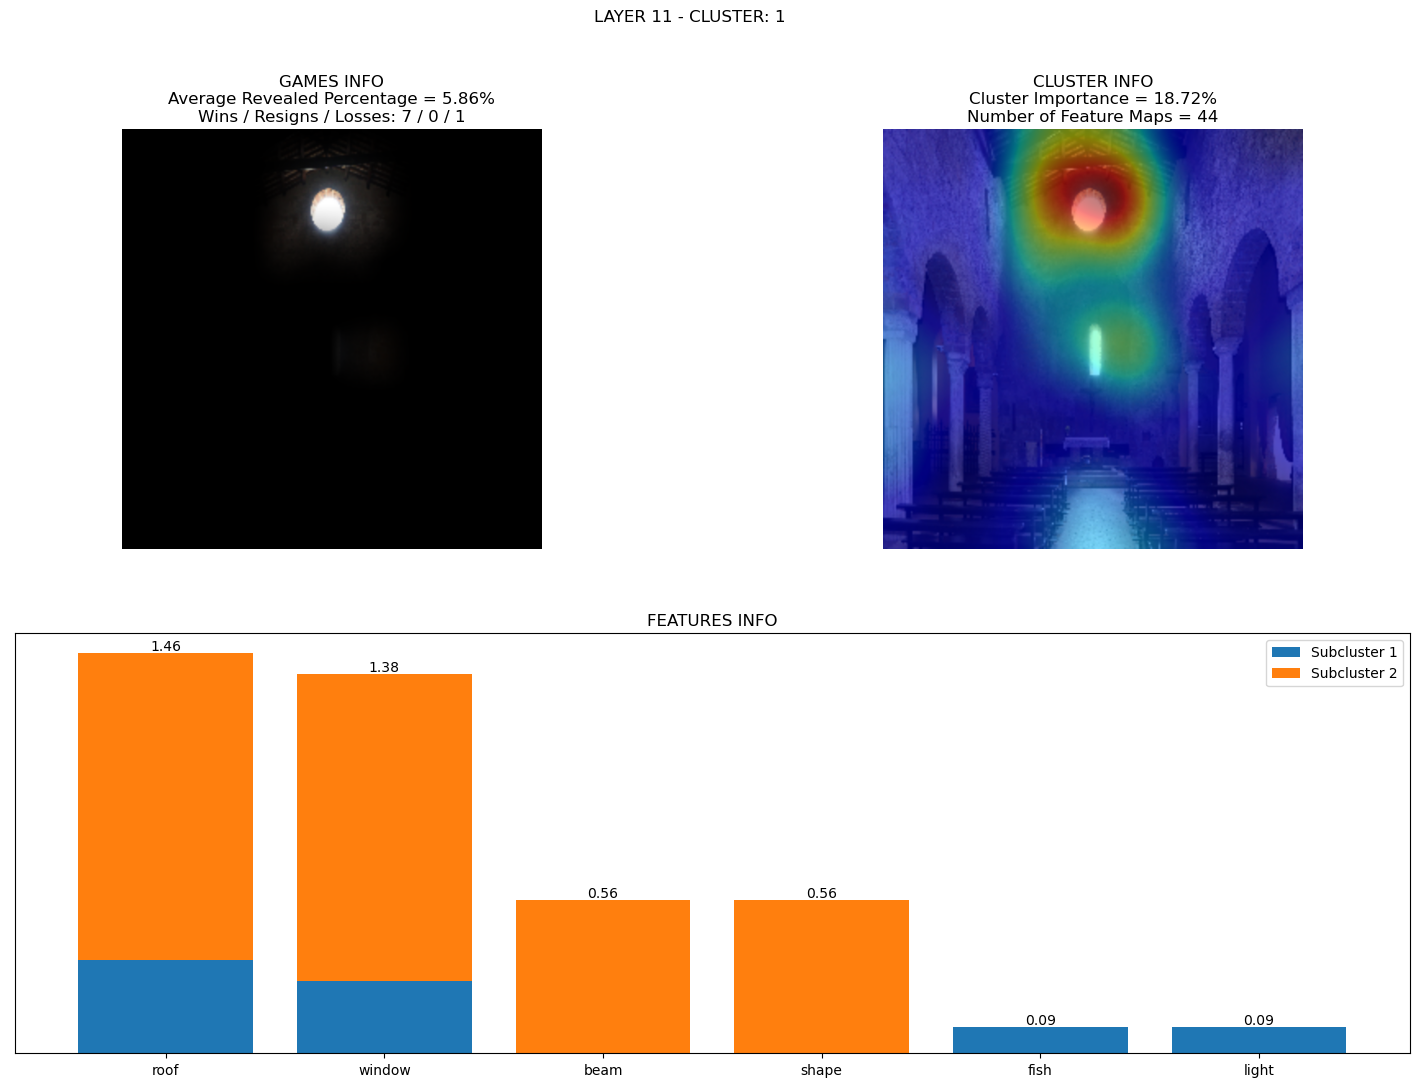 LAYER 11 - CLUSTER: 1
GAMES INFO
Average Revealed Percentage = 5.86%
Wins / Resigns / Losses: 7 / 0 / 1
CLUSTER INFO
Cluster Importance = 18.72%
Number of Feature Maps = 44
FEATURES INFO
Subcluster 1
Subcluster 2
1.46
1.38
0.56
0.56
0.09
0.09
roof
window
beam
shape
fish
light